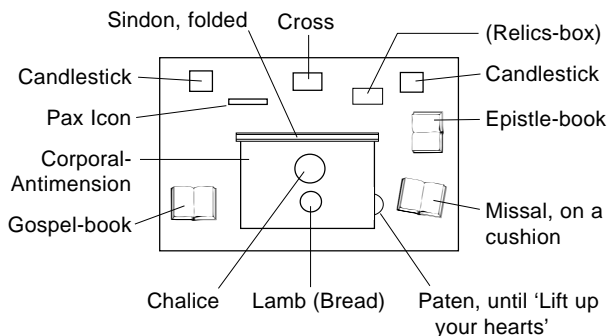 Sindon, folded
Cross
(Relics-box)
Candlestick
Candlestick
Pax Icon
Epistle-book
Corporal-
Antimension
Gospel-book
Missal, on a
cushion
Chalice
Lamb (Bread)
Paten, until ‘Lift up
your hearts’